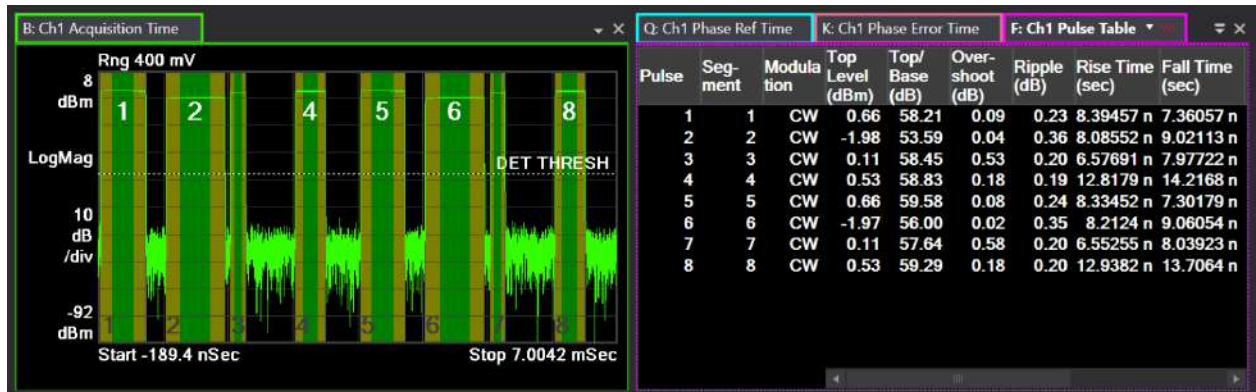 B: Ch1 Acquisition Time
Rng 400 mV
8
dBm
LogMag
10
dB
/div
-92
dBm
1 2 4 5 6 8
DET THRESH
1 2 3 4 5 6 7 8
Start -189.4 nSec Stop 7.0042 mSec
Q: Ch1 Phase Ref Time K: Ch1 Phase Error Time F: Ch1 Pulse Table
Pulse Seg-ment Modulation Top Level (dBm) Top/Base (dB) Over-shoot (dB) Ripple (dB) Rise Time (sec) Fall Time (sec)
1 1 CW 0.66 58.21 0.09 0.23 8.39457 n 7.36057 n
2 2 CW -1.98 53.59 0.04 0.36 8.08552 n 9.02113 n
3 3 CW 0.11 58.45 0.53 0.20 6.57691 n 7.97722 n
4 4 CW 0.53 58.83 0.18 0.19 12.8179 n 14.2168 n
5 5 CW 0.66 59.58 0.08 0.24 8.33452 n 7.30179 n
6 6 CW -1.97 56.00 0.02 0.35 8.2124 n 9.06054 n
7 7 CW 0.11 57.64 0.58 0.20 6.55255 n 8.03923 n
8 8 CW 0.53 59.29 0.18 0.20 12.9382 n 13.7064 n